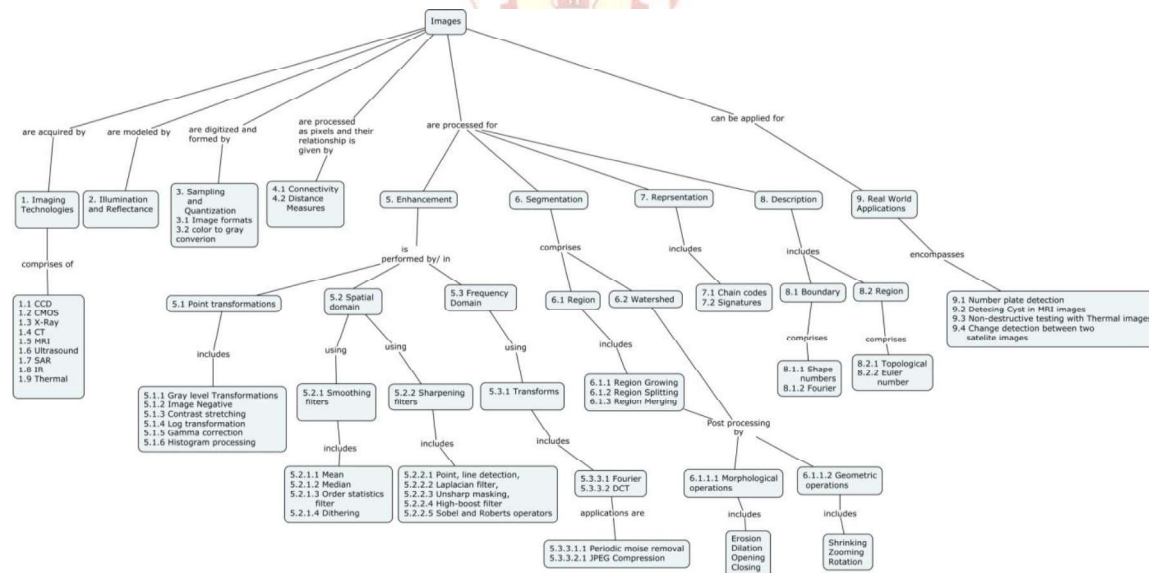 Images
are acquired by
are modeled by
are digitized and
formed by
are processed
as pixels and their
relationship is
given by
are processed for
can be applied for
1. Imaging
Technologies
2. Illumination
and Reflectance
3. Sampling
and
Quantization
3.1 Image formats
3.2 color to gray
converion
4.1 Connectivity
4.2 Distance
Measures
5. Enhancement
6. Segmentation
7. Reprsentation
8. Description
9. Real World
Applications
comprises of
is
performed by/ in
comprises
includes
includes
encompasses
1.1 CCD
1.2 CMOS
1.3 X-Ray
1.4 CT
1.5 MRI
1.6 Ultrasound
1.7 SAR
1.8 IR
1.9 Thermal
5.1 Point transformations
5.2 Spatial
domain
5.3 Frequency
Domain
6.1 Region
6.2 Watershed
7.1 Chain codes
7.2 Signatures
8.1 Boundary
8.2 Region
9.1 Number plate detection
9.2 Detecing Cyst in MRI images
9.3 Non-destructive testing with Thermal images
9.4 Change detection between two
satelite images
includes
using
using
using
includes
comprises
comprises
5.1.1 Gray level Transformations
5.1.2 Image Negative
5.1.3 Contrast stretching
5.1.4 Log transformation
5.1.5 Gamma correction
5.1.6 Histogram processing
5.2.1 Smoothing
filters
5.2.2 Sharpening
filters
5.3.1 Transforms
6.1.1 Region Growing
6.1.2 Region Splitting
6.1.3 Region Merging
8.1.1 Shape
numbers
8.1.2 Fourier
8.2.1 Topological
8.2.2 Euler
number
Post processing
by
includes
includes
includes
5.2.1.1 Mean
5.2.1.2 Median
5.2.1.3 Order statistics
filter
5.2.1.4 Dithering
5.2.2.1 Point, line detection,
5.2.2.2 Laplacian filter,
5.2.2.3 Unsharp masking,
5.2.2.4 High-boost filter
5.2.2.5 Sobel and Roberts operators
5.3.3.1 Fourier
5.3.3.2 DCT
6.1.1.1 Morphological
operations
6.1.1.2 Geometric
operations
applications are
includes
includes
5.3.3.1.1 Periodic moise removal
5.3.3.2.1 JPEG Compression
Erosion
Dilation
Opening
Closing
Shrinking
Zooming
Rotation